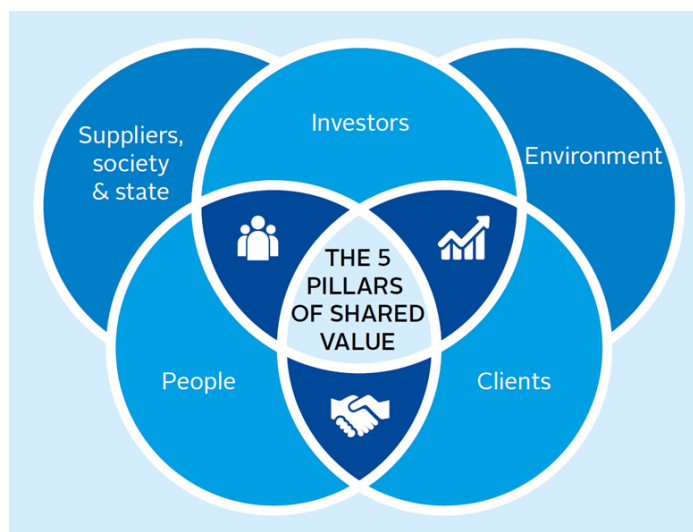 Suppliers,
society
& state
Investors
Environment
THE 5
PILLARS
OF SHARED
VALUE
People
Clients